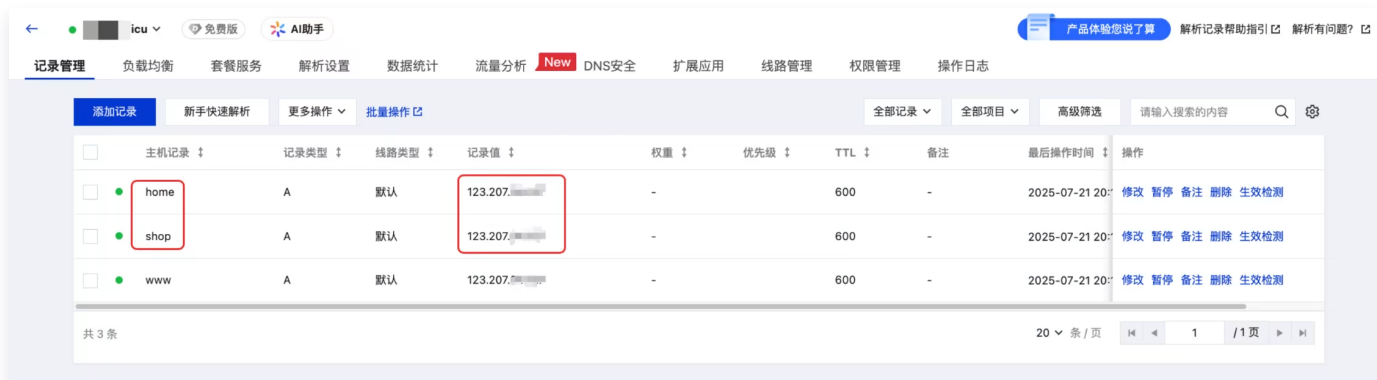 icu 免费版 AI助手 产品体验您说了算 解析记录帮助指引 解析有问题?
记录管理 负载均衡 套餐服务 解析设置 数据统计 流量分析 New DNS安全 扩展应用 线路管理 权限管理 操作日志
添加记录 新手快速解析 更多操作 批量操作 全部记录 全部项目 高级筛选 请输入搜索的内容
主机记录 记录类型 线路类型 记录值 权重 优先级 TTL 备注 最后操作时间 操作
home A 默认 123.207. - 600 - 2025-07-21 20: 修改 暂停 备注 删除 生效检测
shop A 默认 123.207. - 600 - 2025-07-21 20: 修改 暂停 备注 删除 生效检测
www A 默认 123.207. - 600 - 2025-07-21 20: 修改 暂停 备注 删除 生效检测
共 3 条 20 条 / 页 1 / 1 页